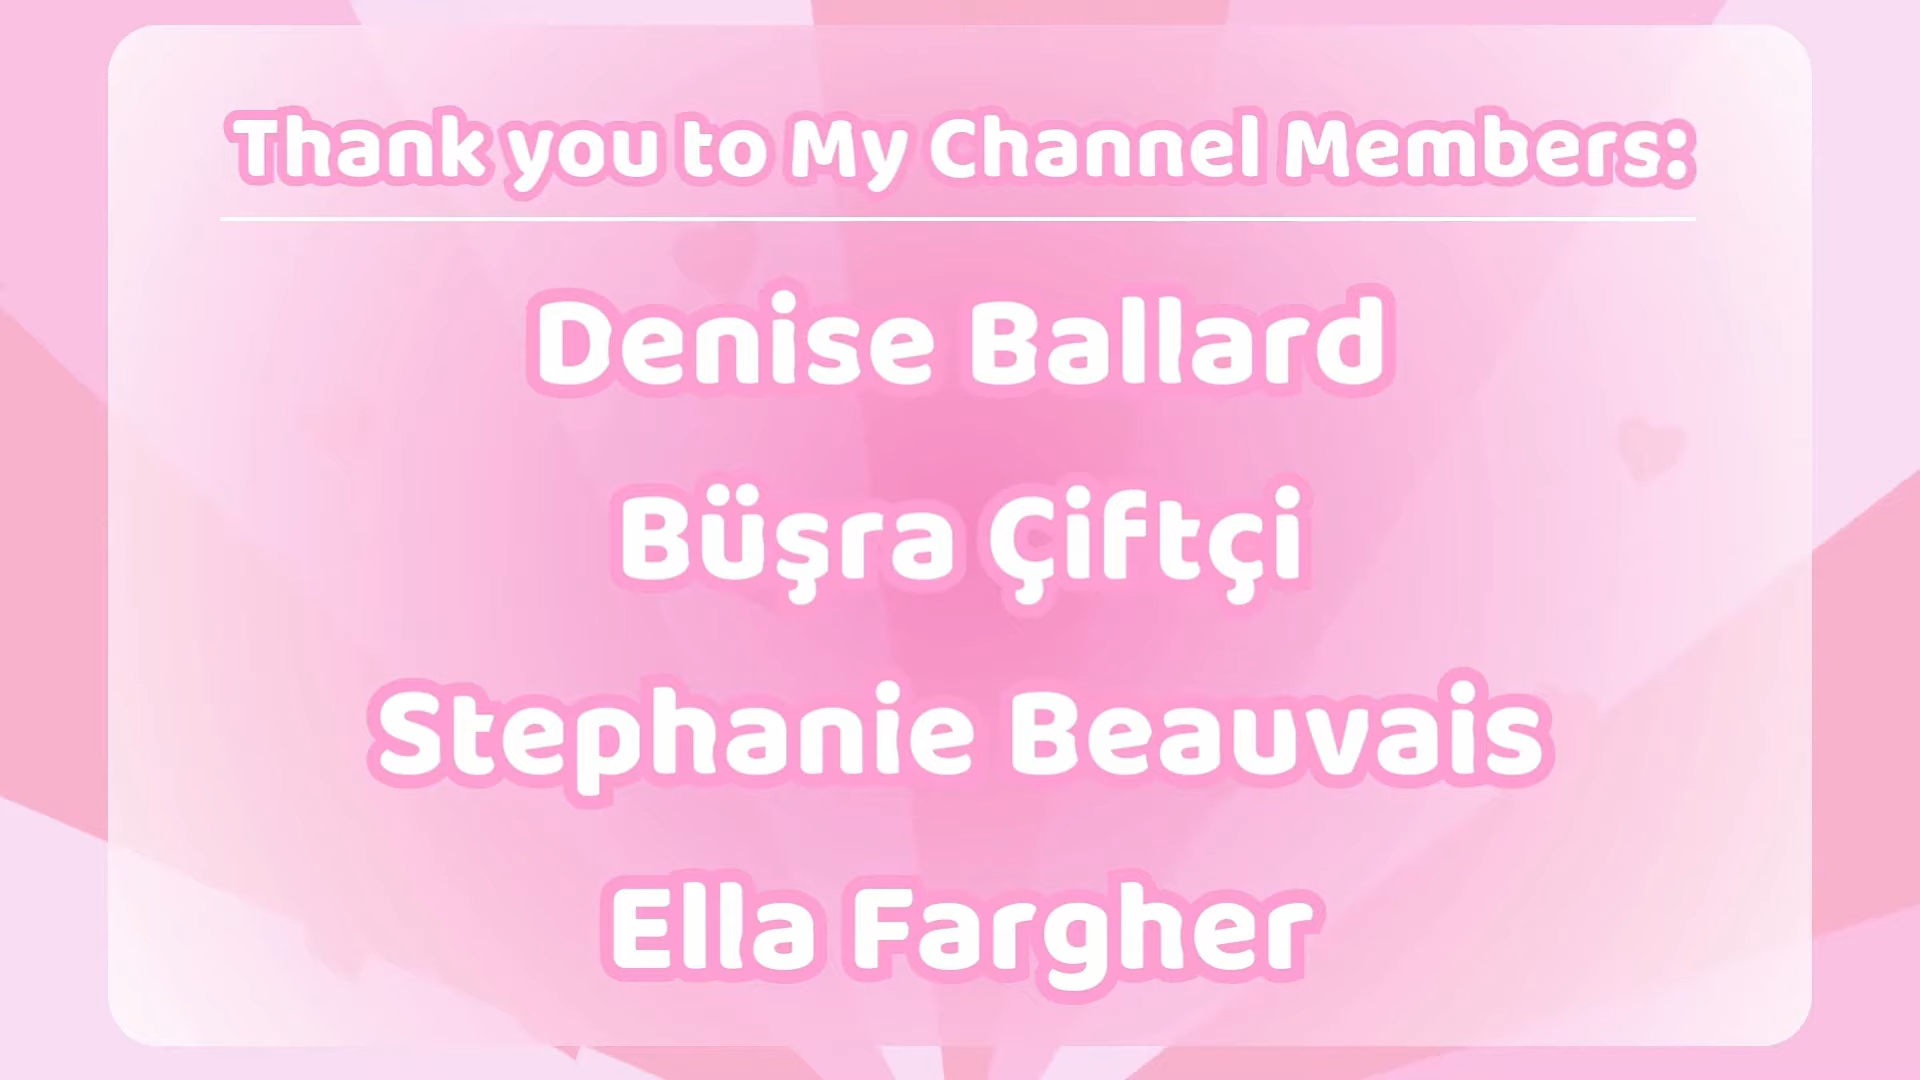 Thank you to My Channel Members:
Denise Ballard
Büşra Çiftçi
Stephanie Beauvais
Ella Fargher